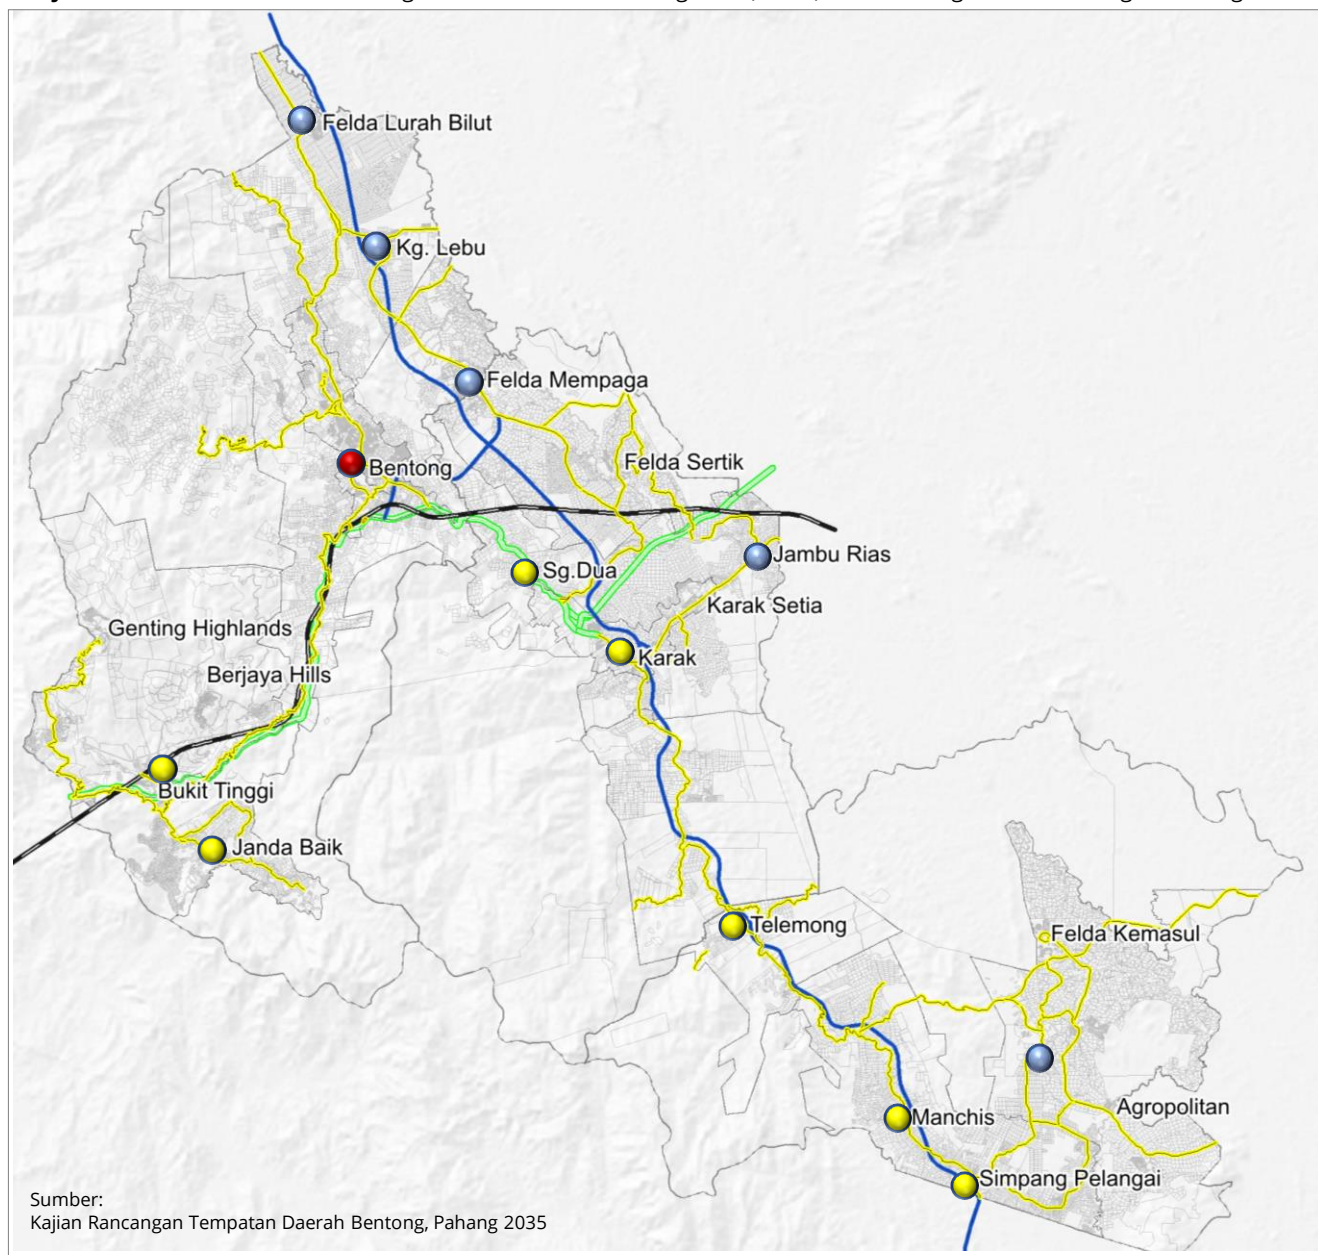 Felda Lurah Bilut
Kg. Lebu
Felda Mempaga
Bentong
Felda Sertik
Jambu Rias
Sg.Dua
Karak Setia
Genting Highlands
Karak
Berjaya Hills
Bukit Tinggi
Janda Baik
Telemong
Felda Kemasul
Agropolitan
Manchis
Simpang Pelangai
Sumber:
Kajian Rancangan Tempatan Daerah Bentong, Pahang 2035